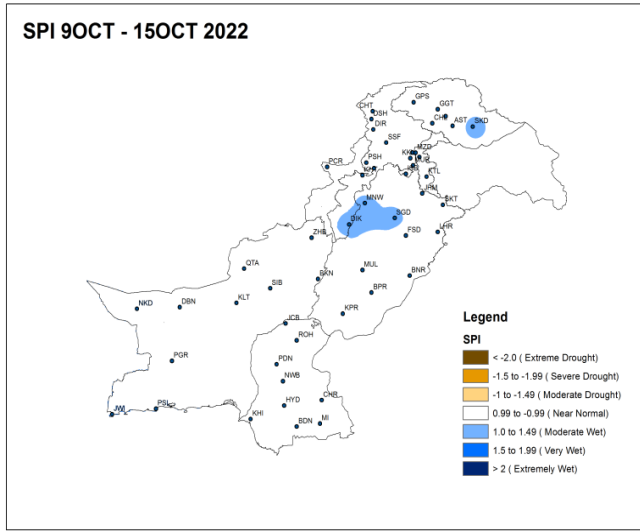 SPI 9OCT - 15OCT 2022
GPS
CHT
GGT
DSH
DIR
AST
SKD
SSF
MZD
PCR
PSH
KTL
JRM
MNW
SKT
SGD
DIK
LHR
ZHB
FSD
QTA
MUL
BNR
SIB
BKN
BPR
NKD
DBN
KLT
KPR
JCB
ROH
PGR
PDN
NWB
CHR
JWI
PSI
KHI
HYD
BDN
MI
Legend
SPI
< -2.0 ( Extreme Drought)
-1.5 to -1.99 ( Severe Drought)
-1 to -1.49 ( Moderate Drought)
0.99 to -0.99 ( Near Normal)
1.0 to 1.49 ( Moderate Wet)
1.5 to 1.99 ( Very Wet)
> 2 ( Extremely Wet)